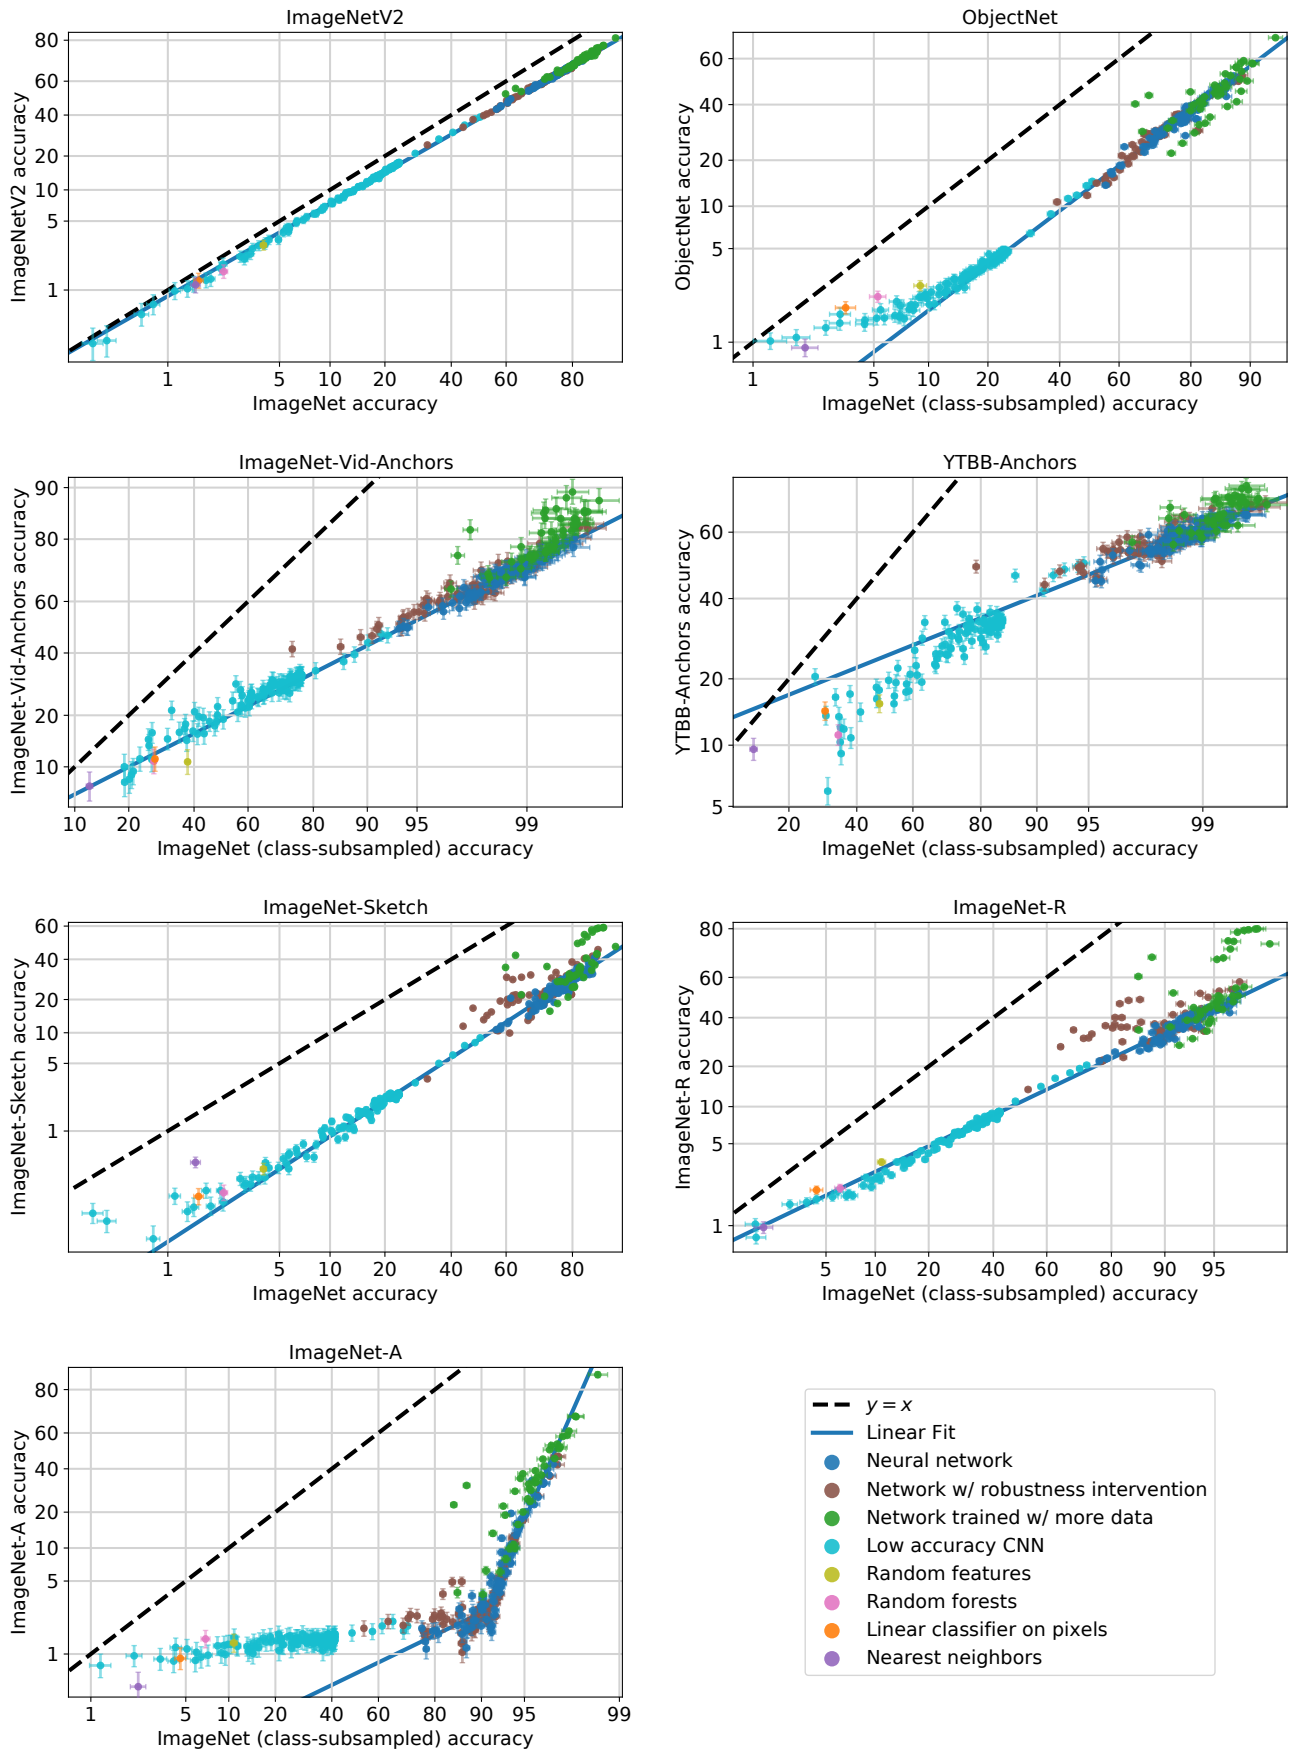 ImageNetV2
ImageNetV2 accuracy
80
60
40
20
10
5
1
1 5 10 20 40 60 80
ImageNet accuracy
ObjectNet
ObjectNet accuracy
60
40
20
10
5
1
1 5 10 20 40 60 80 90
ImageNet (class-subsampled) accuracy
ImageNet-Vid-Anchors
ImageNet-Vid-Anchors accuracy
90
80
60
40
20
10
10 20 40 60 80 90 95 99
ImageNet (class-subsampled) accuracy
YTBB-Anchors
YTBB-Anchors accuracy
60
40
20
10
5
20 40 60 80 90 95 99
ImageNet (class-subsampled) accuracy
ImageNet-Sketch
ImageNet-Sketch accuracy
60
40
20
10
5
1
1 5 10 20 40 60 80
ImageNet accuracy
ImageNet-R
ImageNet-R accuracy
80
60
40
20
10
5
1
5 10 20 40 60 80 90 95
ImageNet (class-subsampled) accuracy
ImageNet-A
ImageNet-A accuracy
80
60
40
20
10
5
1
1 5 10 20 40 60 80 90 95 99
ImageNet (class-subsampled) accuracy
y = x
Linear Fit
Neural network
Network w/ robustness intervention
Network trained w/ more data
Low accuracy CNN
Random features
Random forests
Linear classifier on pixels
Nearest neighbors